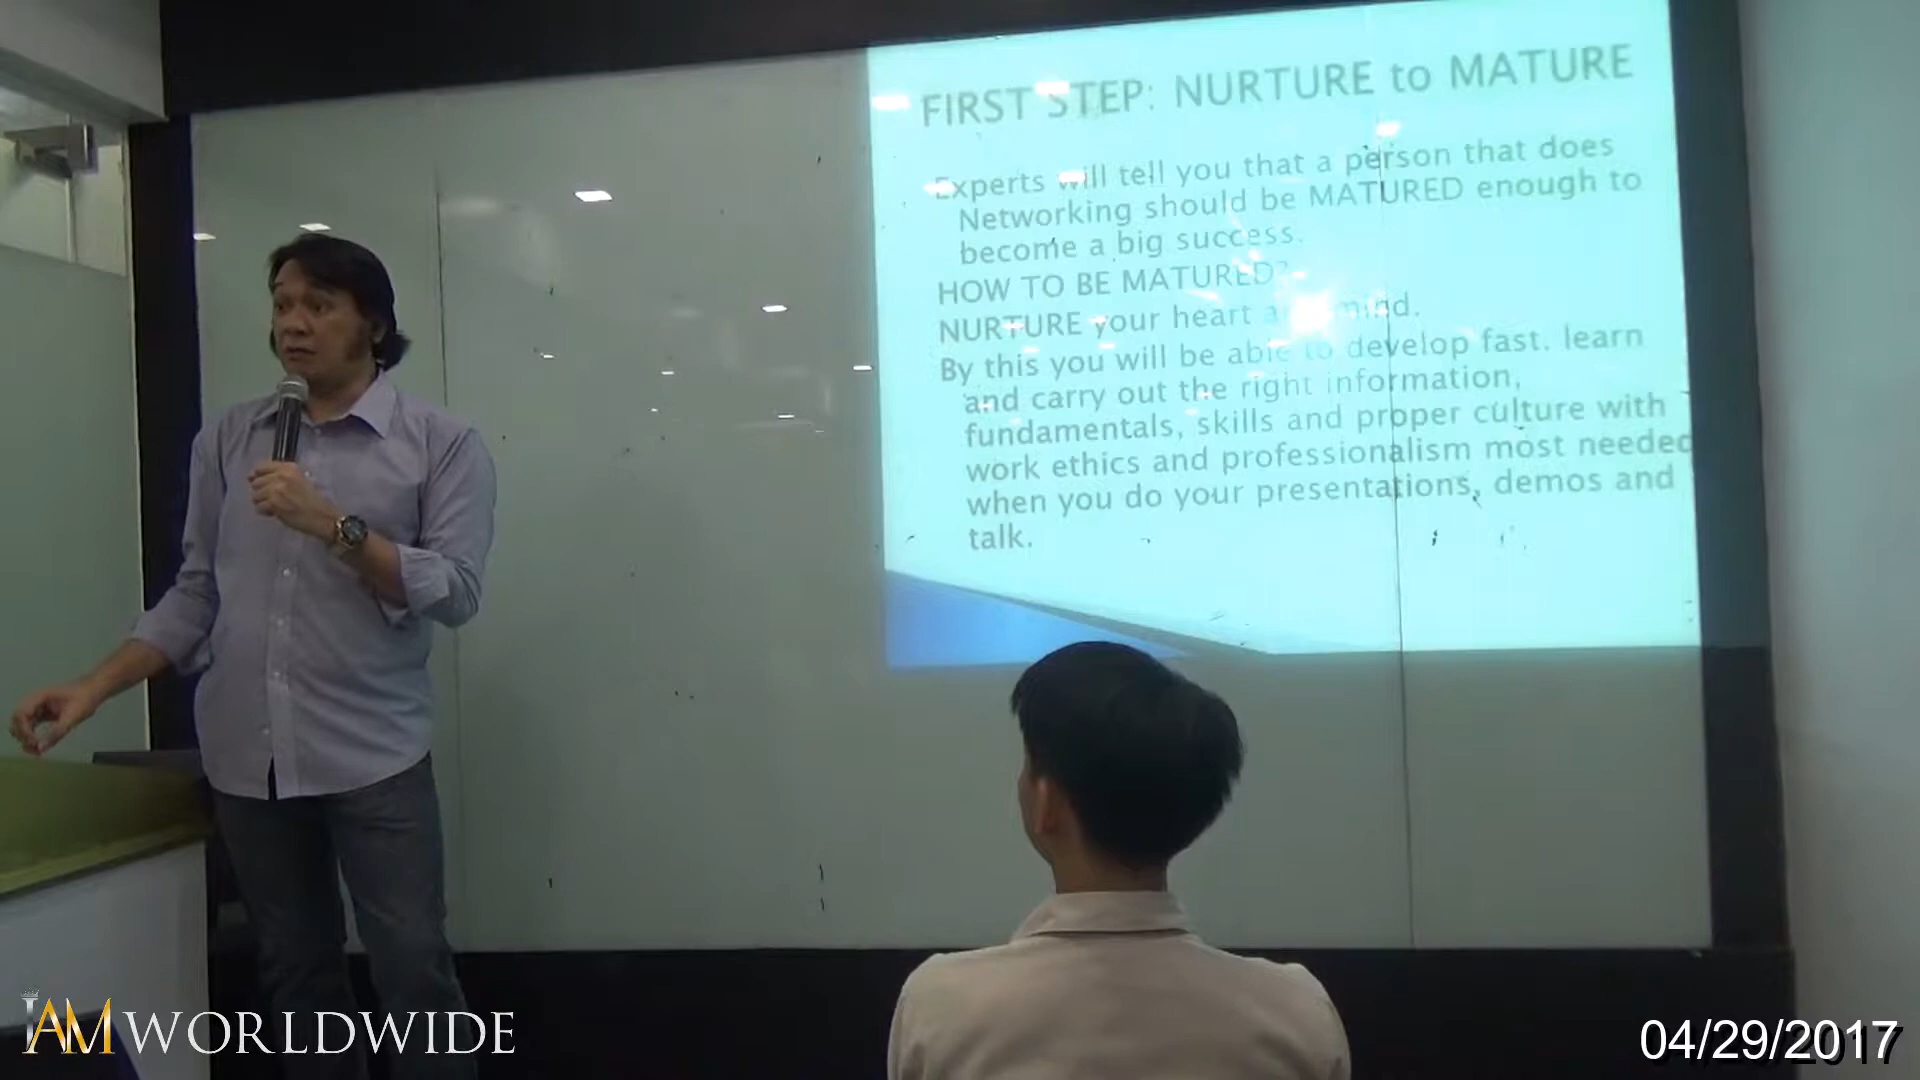 FIRST STEP: NURTURE to MATURE
Experts will tell you that a person that does
Networking should be MATURED enough to
become a big success.
HOW TO BE MATURED?
NURTURE your heart and mind.
By this you will be able to develop fast. learn
and carry out the right information,
fundamentals, skills and proper culture with
work ethics and professionalism most needed
when you do your presentations, demos and
talk.
IAM WORLDWIDE
04/29/2017